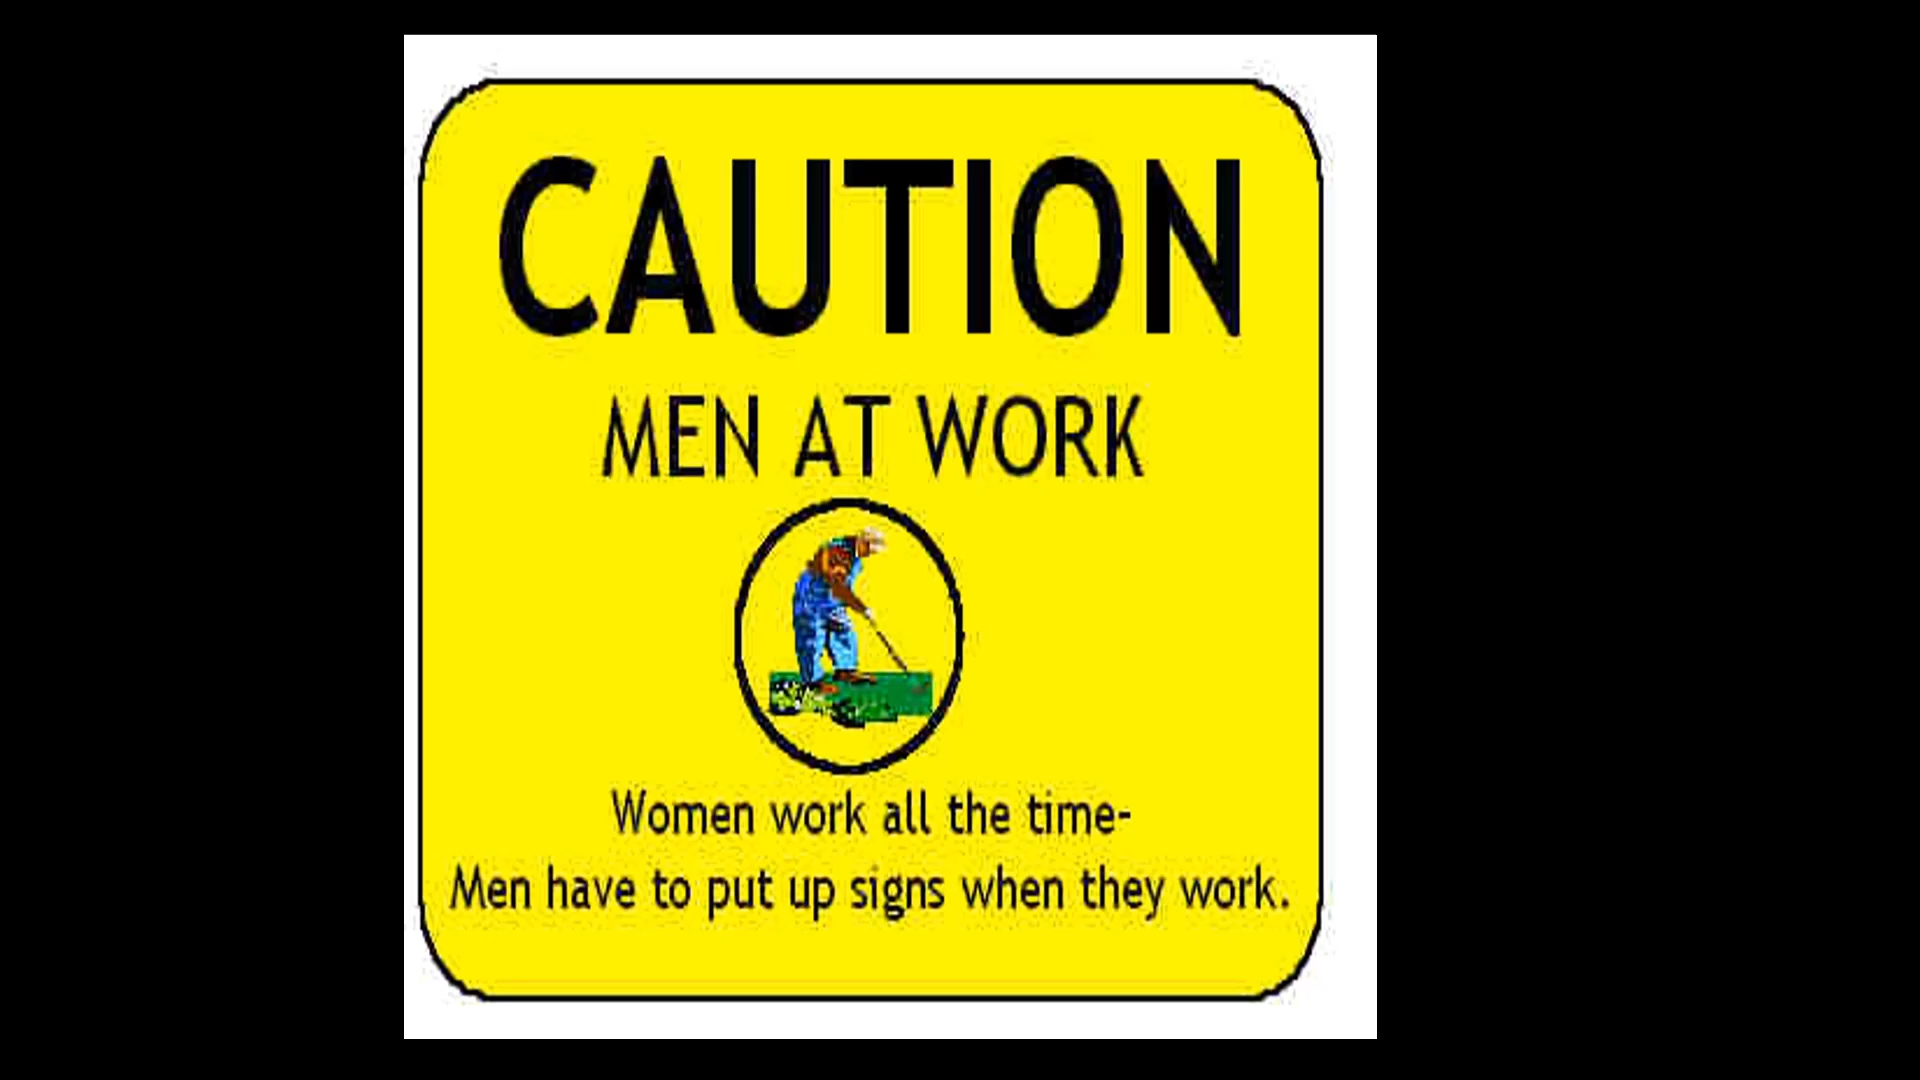 CAUTION
MEN AT WORK
Women work all the time-
Men have to put up signs when they work.